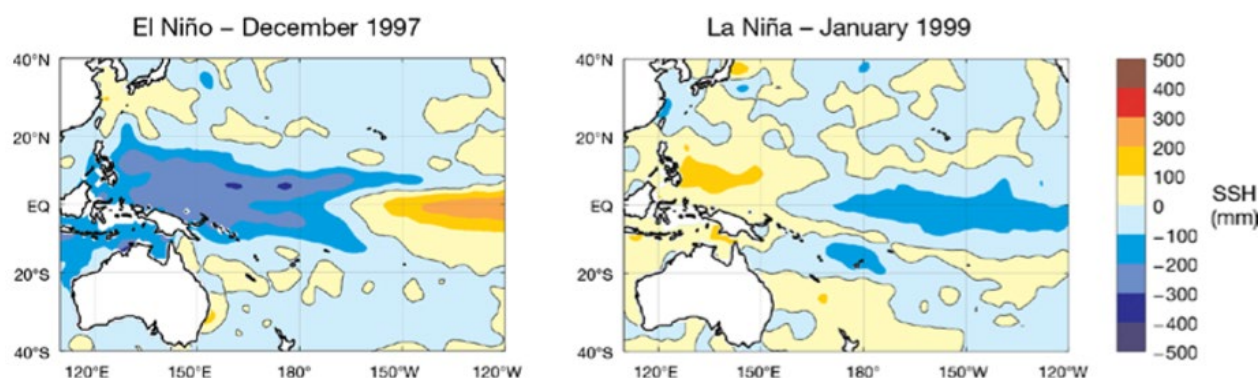 El Niño – December 1997
La Niña – January 1999
40°N
20°N
EQ
20°S
40°S
120°E
150°E
180°
150°W
120°W
40°N
20°N
EQ
20°S
40°S
120°E
150°E
180°
150°W
120°W
500
400
300
200
100
0
−100
−200
−300
−400
−500
SSH
(mm)